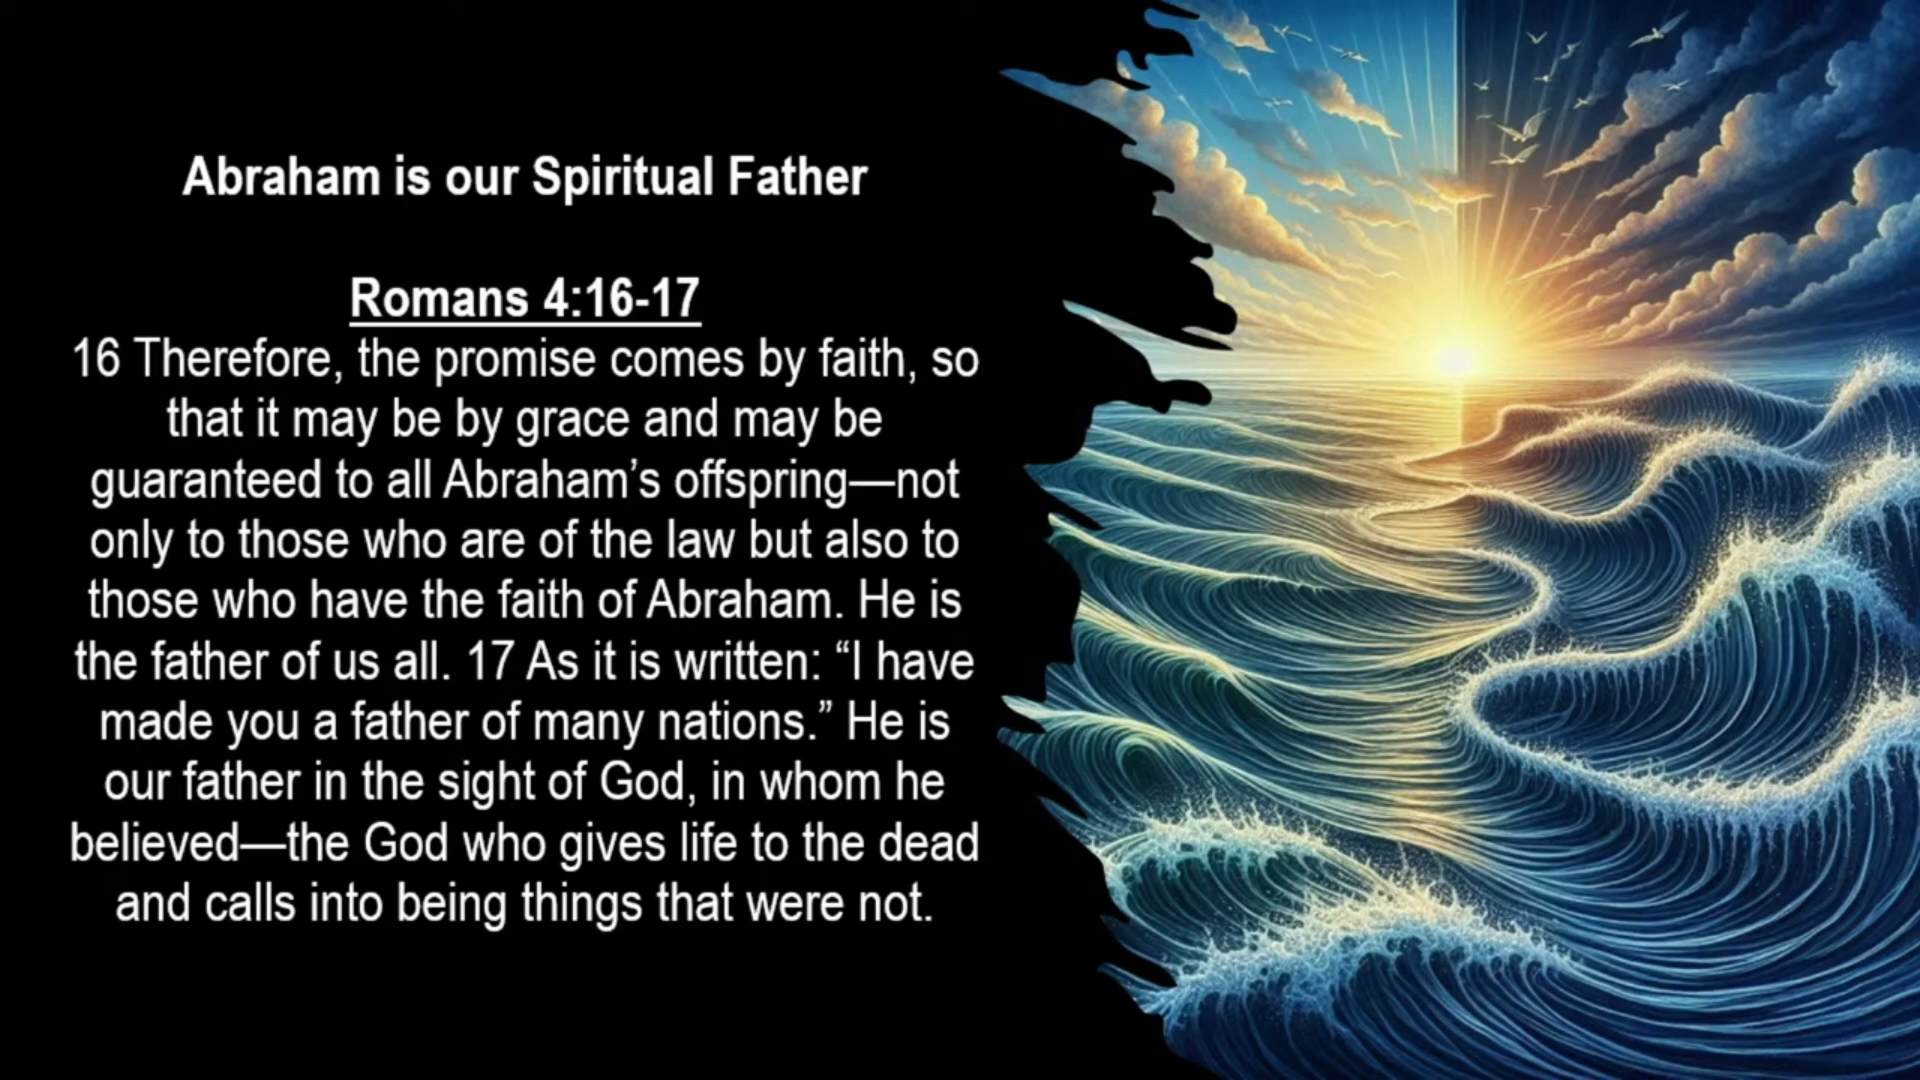 Abraham is our Spiritual Father
Romans 4:16-17
16 Therefore, the promise comes by faith, so
that it may be by grace and may be
guaranteed to all Abraham’s offspring—not
only to those who are of the law but also to
those who have the faith of Abraham. He is
the father of us all. 17 As it is written: “I have
made you a father of many nations.” He is
our father in the sight of God, in whom he
believed—the God who gives life to the dead
and calls into being things that were not.